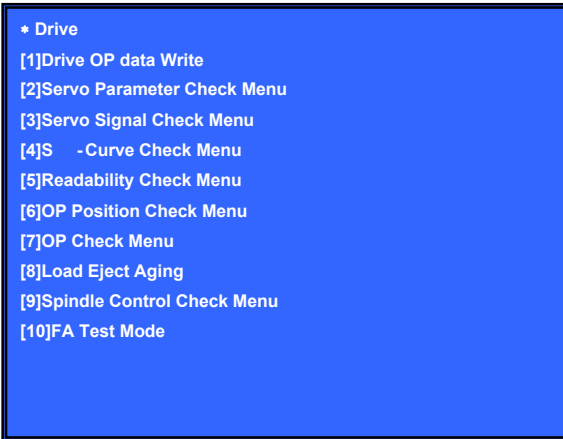 * Drive
[1]Drive OP data Write
[2]Servo Parameter Check Menu
[3]Servo Signal Check Menu
[4]S -Curve Check Menu
[5]Readability Check Menu
[6]OP Position Check Menu
[7]OP Check Menu
[8]Load Eject Aging
[9]Spindle Control Check Menu
[10]FA Test Mode